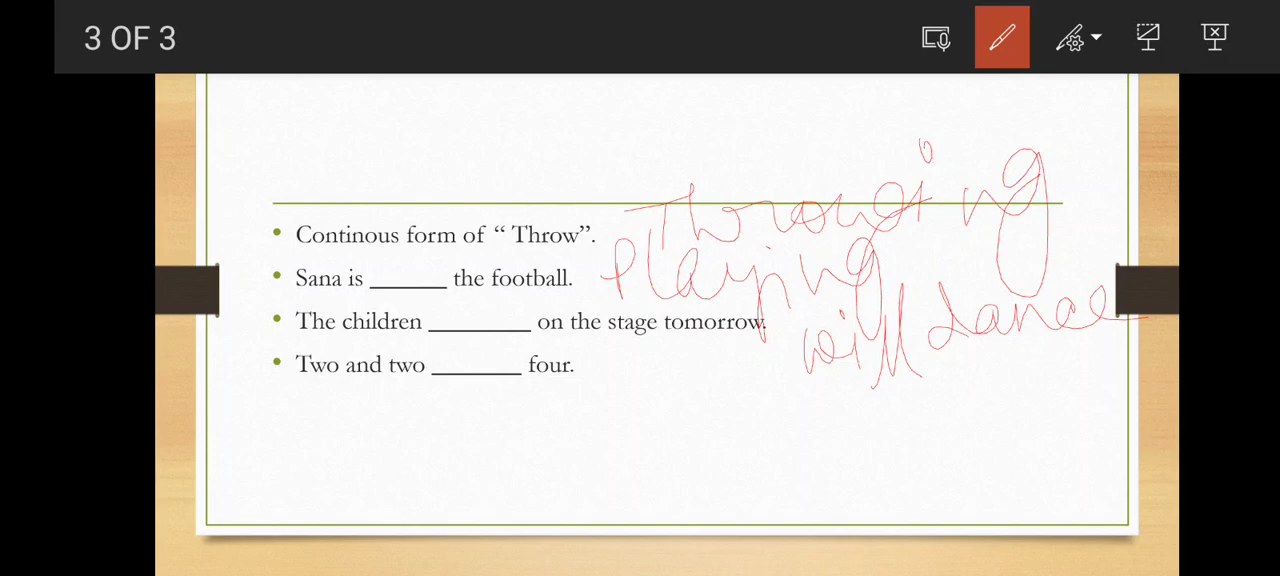 3 OF 3
Continous form of “ Throw”.
Throwing
Sana is ______ the football.
Playing
The children ________ on the stage tomorrow.
will dance
Two and two _______ four.